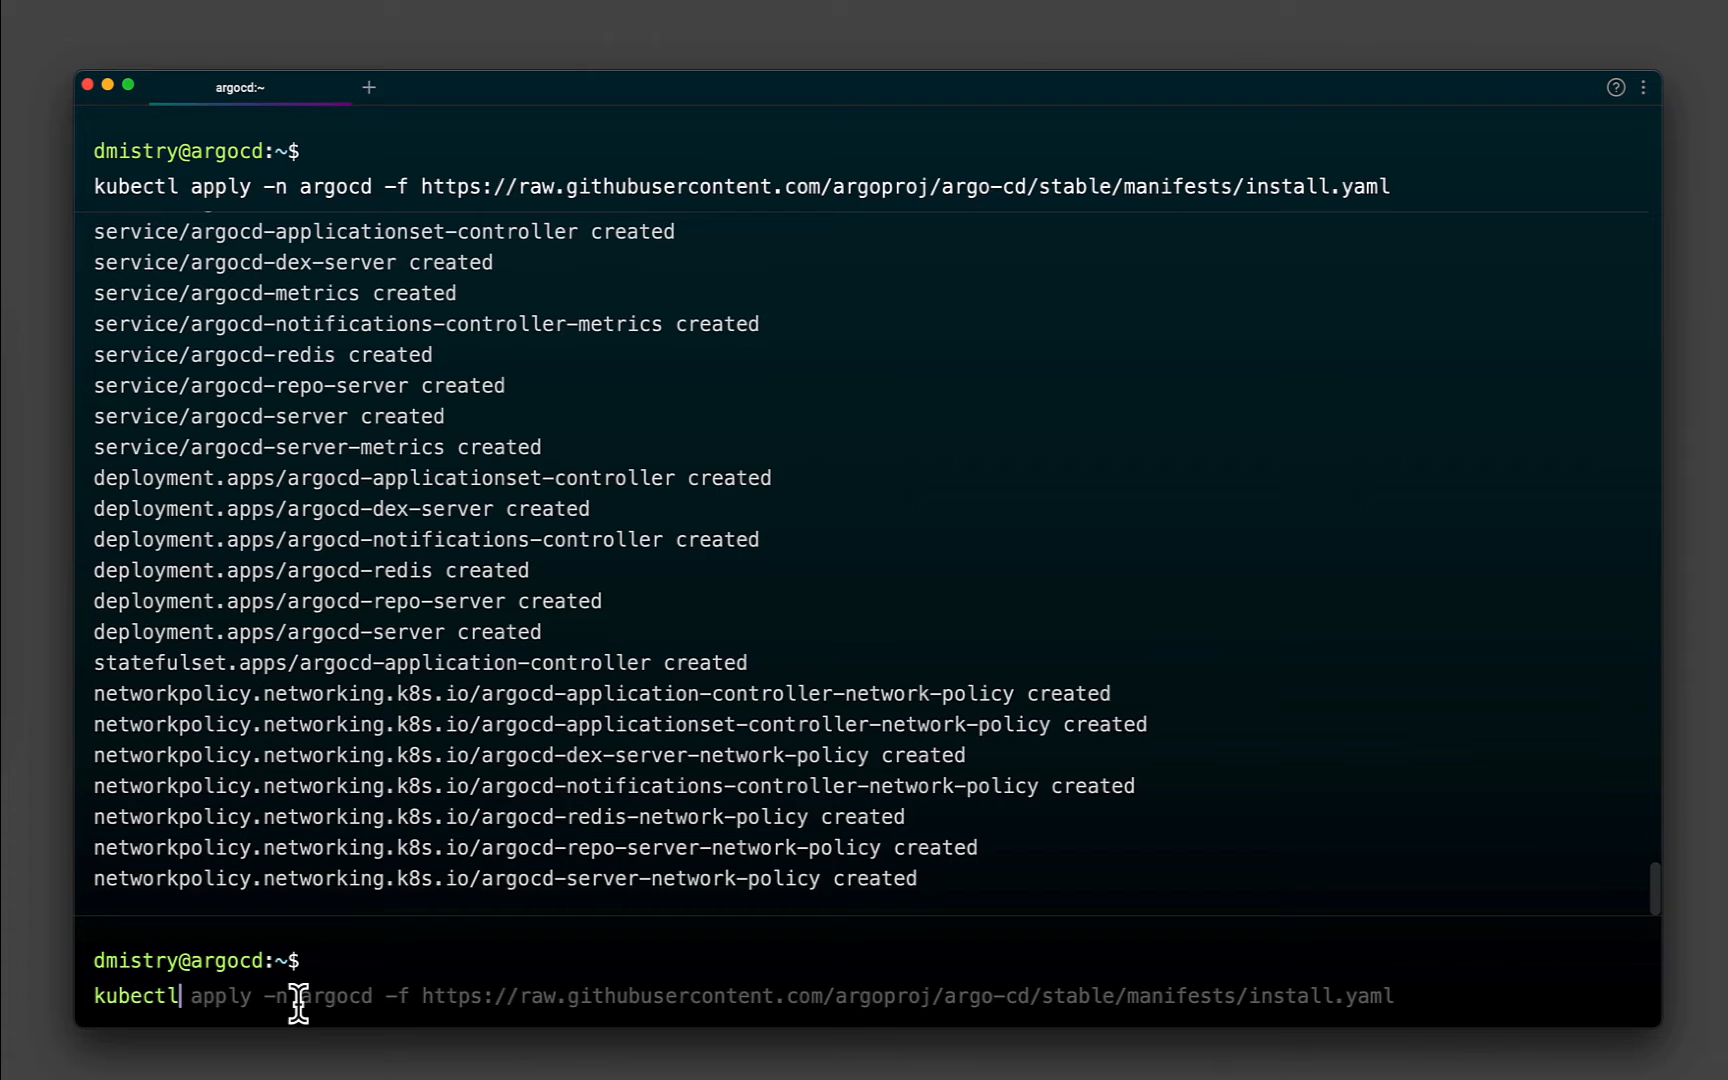 argocd:~
dmistry@argocd:~$
kubectl apply -n argocd -f https://raw.githubusercontent.com/argoproj/argo-cd/stable/manifests/install.yaml
service/argocd-applicationset-controller created
service/argocd-dex-server created
service/argocd-metrics created
service/argocd-notifications-controller-metrics created
service/argocd-redis created
service/argocd-repo-server created
service/argocd-server created
service/argocd-server-metrics created
deployment.apps/argocd-applicationset-controller created
deployment.apps/argocd-dex-server created
deployment.apps/argocd-notifications-controller created
deployment.apps/argocd-redis created
deployment.apps/argocd-repo-server created
deployment.apps/argocd-server created
statefulset.apps/argocd-application-controller created
networkpolicy.networking.k8s.io/argocd-application-controller-network-policy created
networkpolicy.networking.k8s.io/argocd-applicationset-controller-network-policy created
networkpolicy.networking.k8s.io/argocd-dex-server-network-policy created
networkpolicy.networking.k8s.io/argocd-notifications-controller-network-policy created
networkpolicy.networking.k8s.io/argocd-redis-network-policy created
networkpolicy.networking.k8s.io/argocd-repo-server-network-policy created
networkpolicy.networking.k8s.io/argocd-server-network-policy created
dmistry@argocd:~$
kubectl apply -n argocd -f https://raw.githubusercontent.com/argoproj/argo-cd/stable/manifests/install.yaml